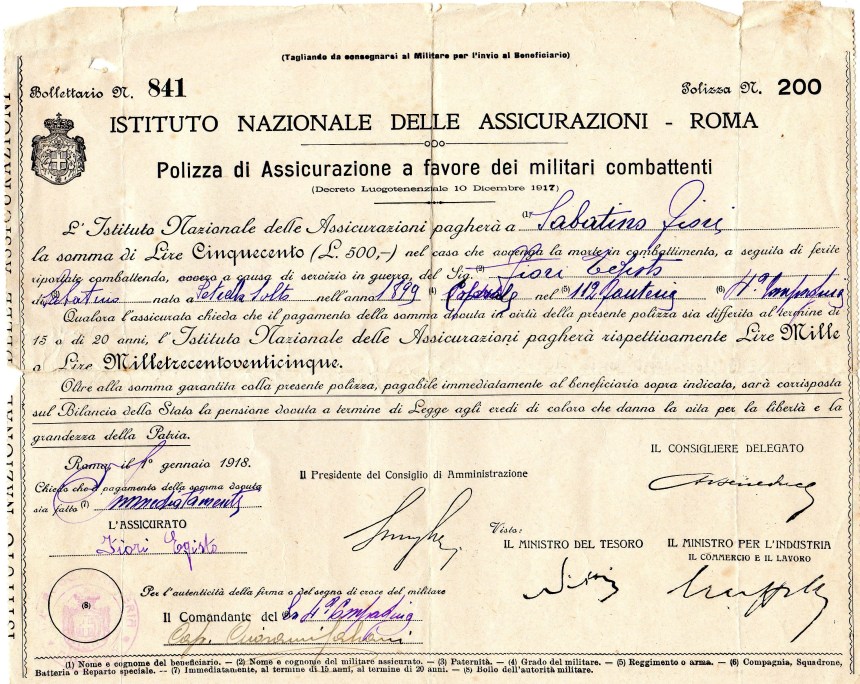 (Tagliando da consegnarsi al Militare per l'invio al Beneficiario)
Bollettario N. 841
Polizza N. 200
ISTITUTO NAZIONALE DELLE ASSICURAZIONI - ROMA
Polizza di Assicurazione a favore dei militari combattenti
(Decreto Luogotenenziale 10 Dicembre 1917)
L'Istituto Nazionale delle Assicurazioni pagherà a (1) Sabatino Fiori
la somma di Lire Cinquecento (L. 500,-) nel caso che avvenga la morte in combattimento, a seguito di ferite
riportate combattendo, ovvero a causa di servizio in guerra, del Sig. (2) Fiori Egisto
di Sabatino nato a nell'anno 1899 (4) Caporale nel (5) 112 Fanteria (6) 4ª Compagnia
Qualora l'assicurato chieda che il pagamento della somma dovuta in virtù della presente polizza sia differito al termine di
15 o di 20 anni, l'Istituto Nazionale delle Assicurazioni pagherà rispettivamente Lire Mille
o Lire Milletrecentoventicinque.
Oltre alla somma garantita colla presente polizza, pagabile immediatamente al beneficiario sopra indicato, sarà corrisposta
sul Bilancio dello Stato la pensione dovuta a termine di Legge agli eredi di coloro che danno la vita per la libertà e la
grandezza della Patria.
Roma, il 1º gennaio 1918.
Chiedo che il pagamento della somma dovuta
sia fatto (7) immediatamente
L'ASSICURATO
Fiori Egisto
Il Presidente del Consiglio di Amministrazione
IL CONSIGLIERE DELEGATO
Visto:
IL MINISTRO DEL TESORO
IL MINISTRO PER L'INDUSTRIA
IL COMMERCIO E IL LAVORO
(8)
Per l'autenticità della firma o del segno di croce del militare
Il Comandante del la 4ª Compagnia
Cap.
(1) Nome e cognome del beneficiario. — (2) Nome e cognome del militare assicurato. — (3) Paternità. — (4) Grado del militare. — (5) Reggimento o arma. — (6) Compagnia, Squadrone,
Batteria o Reparto speciale. — (7) Immediatamente, al termine di 15 anni, al termine di 20 anni. — (8) Bollo dell'autorità militare.
ISTITUTO NAZIONALE DELLE ASSICURAZIONI